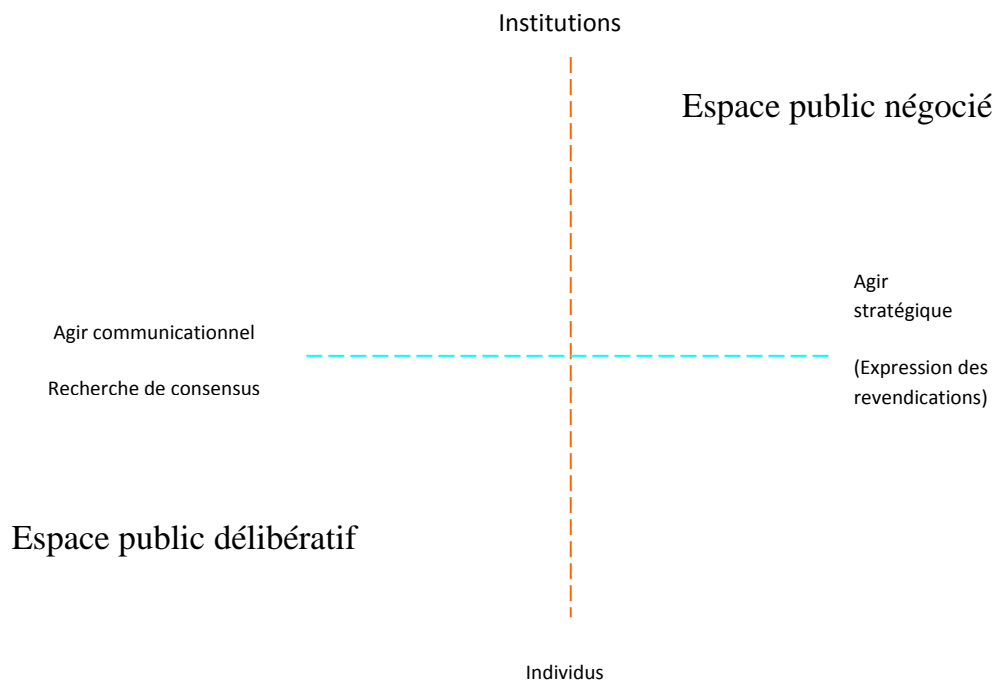 Institutions
Espace public négocié
Agir
stratégique
(Expression des
revendications)
Agir communicationnel
Recherche de consensus
Espace public délibératif
Individus